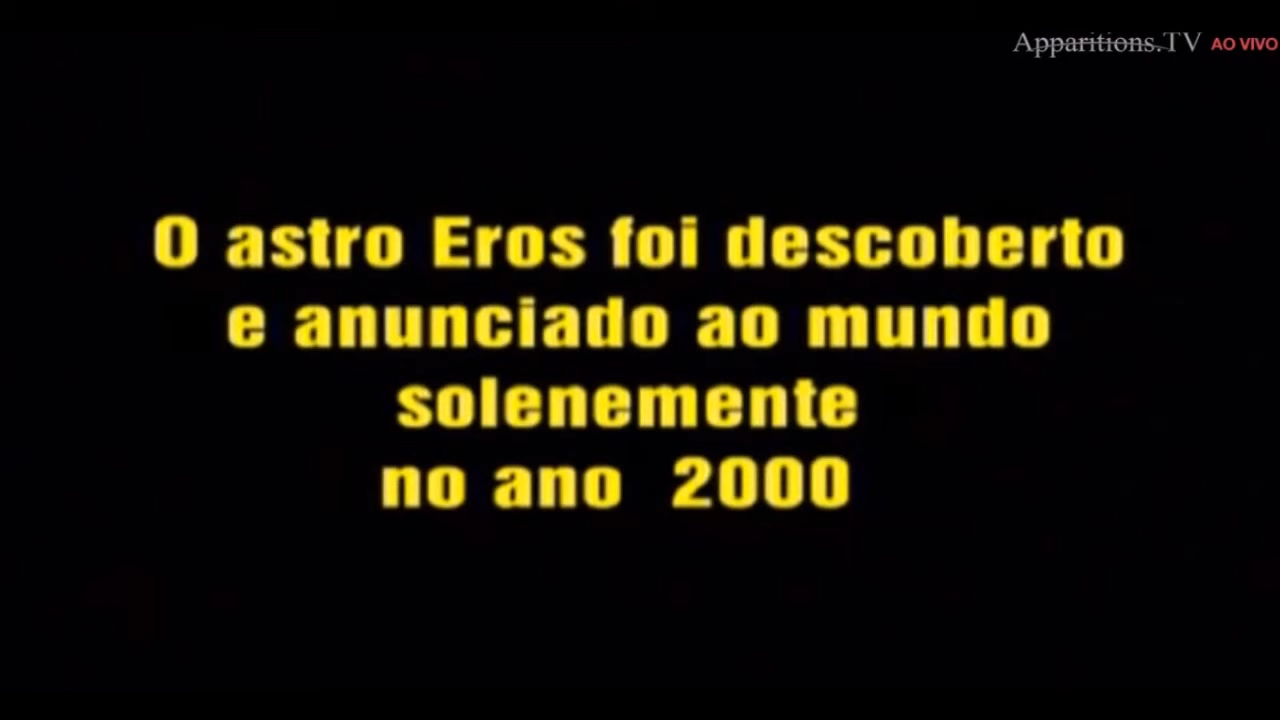 Apparitions.TV AO VIVO
O astro Eros foi descoberto
e anunciado ao mundo
solenemente
no ano 2000